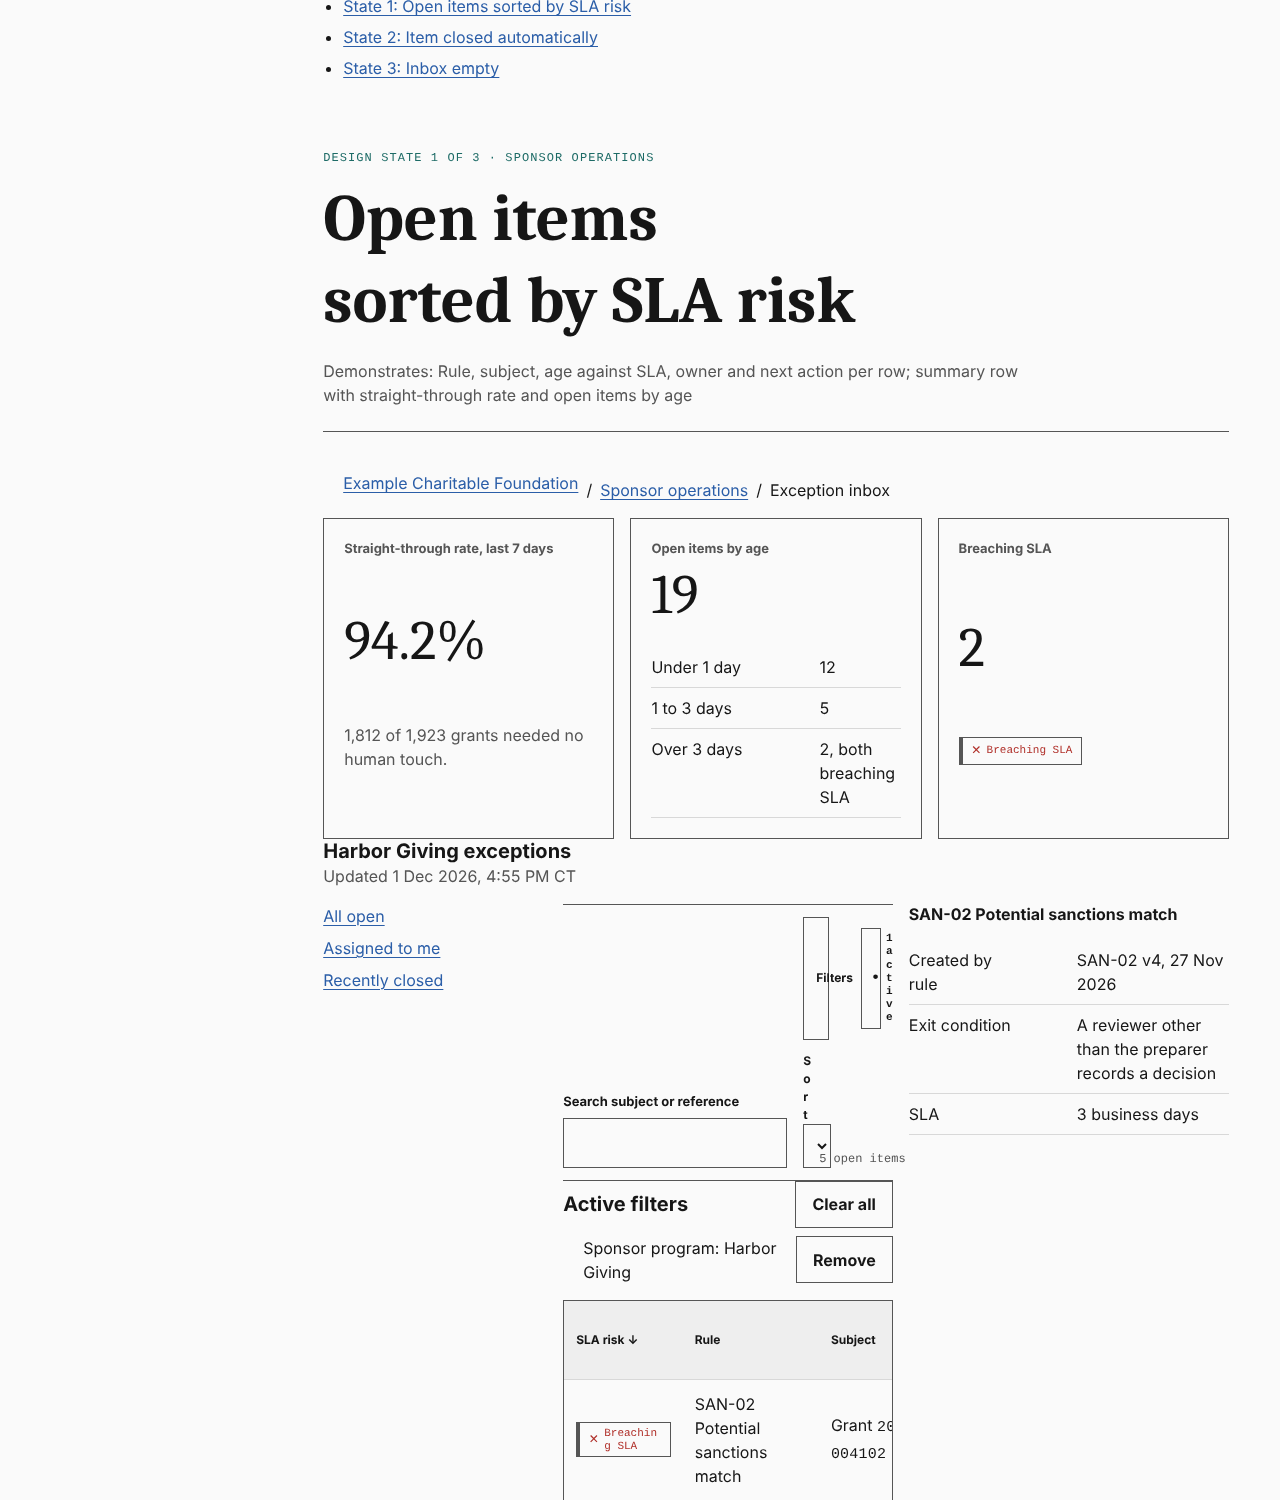 State 1: Open items sorted by SLA risk
State 2: Item closed automatically
State 3: Inbox empty
DESIGN STATE 1 OF 3 · SPONSOR OPERATIONS
Open items
sorted by SLA risk
Demonstrates: Rule, subject, age against SLA, owner and next action per row; summary row
with straight-through rate and open items by age
Example Charitable Foundation / Sponsor operations / Exception inbox
Straight-through rate, last 7 days
94.2%
1,812 of 1,923 grants needed no
human touch.
Open items by age
19
Under 1 day 12
1 to 3 days 5
Over 3 days 2, both
breaching
SLA
Breaching SLA
2
✕ Breaching SLA
Harbor Giving exceptions
Updated 1 Dec 2026, 4:55 PM CT
All open
Assigned to me
Recently closed
Search subject or reference
Filters
• 1 active
Sort
5 open items
Active filters
Clear all
Sponsor program: Harbor
Giving
Remove
SLA risk ↓ Rule Subject
✕ Breachin
g SLA
SAN-02
Potential
sanctions
match
Grant 20
004102
SAN-02 Potential sanctions match
Created by
rule
SAN-02 v4, 27 Nov
2026
Exit condition
A reviewer other
than the preparer
records a decision
SLA 3 business days